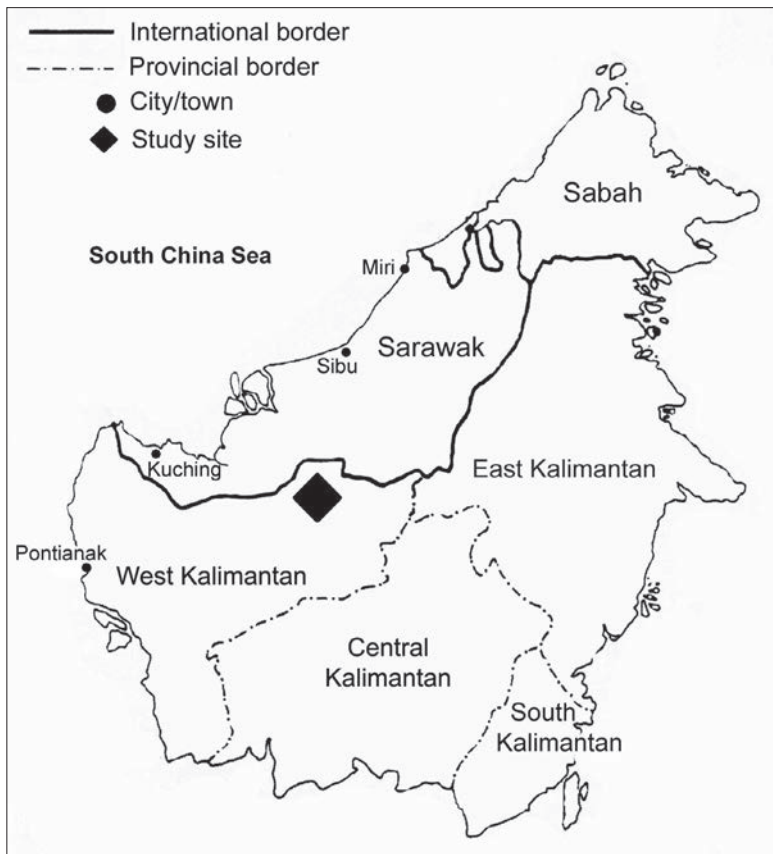 International border
Provincial border
City/town
Study site
Sabah
South China Sea
Miri
Sarawak
Sibu
Kuching
East Kalimantan
Pontianak
West Kalimantan
Central
Kalimantan
South
Kalimantan